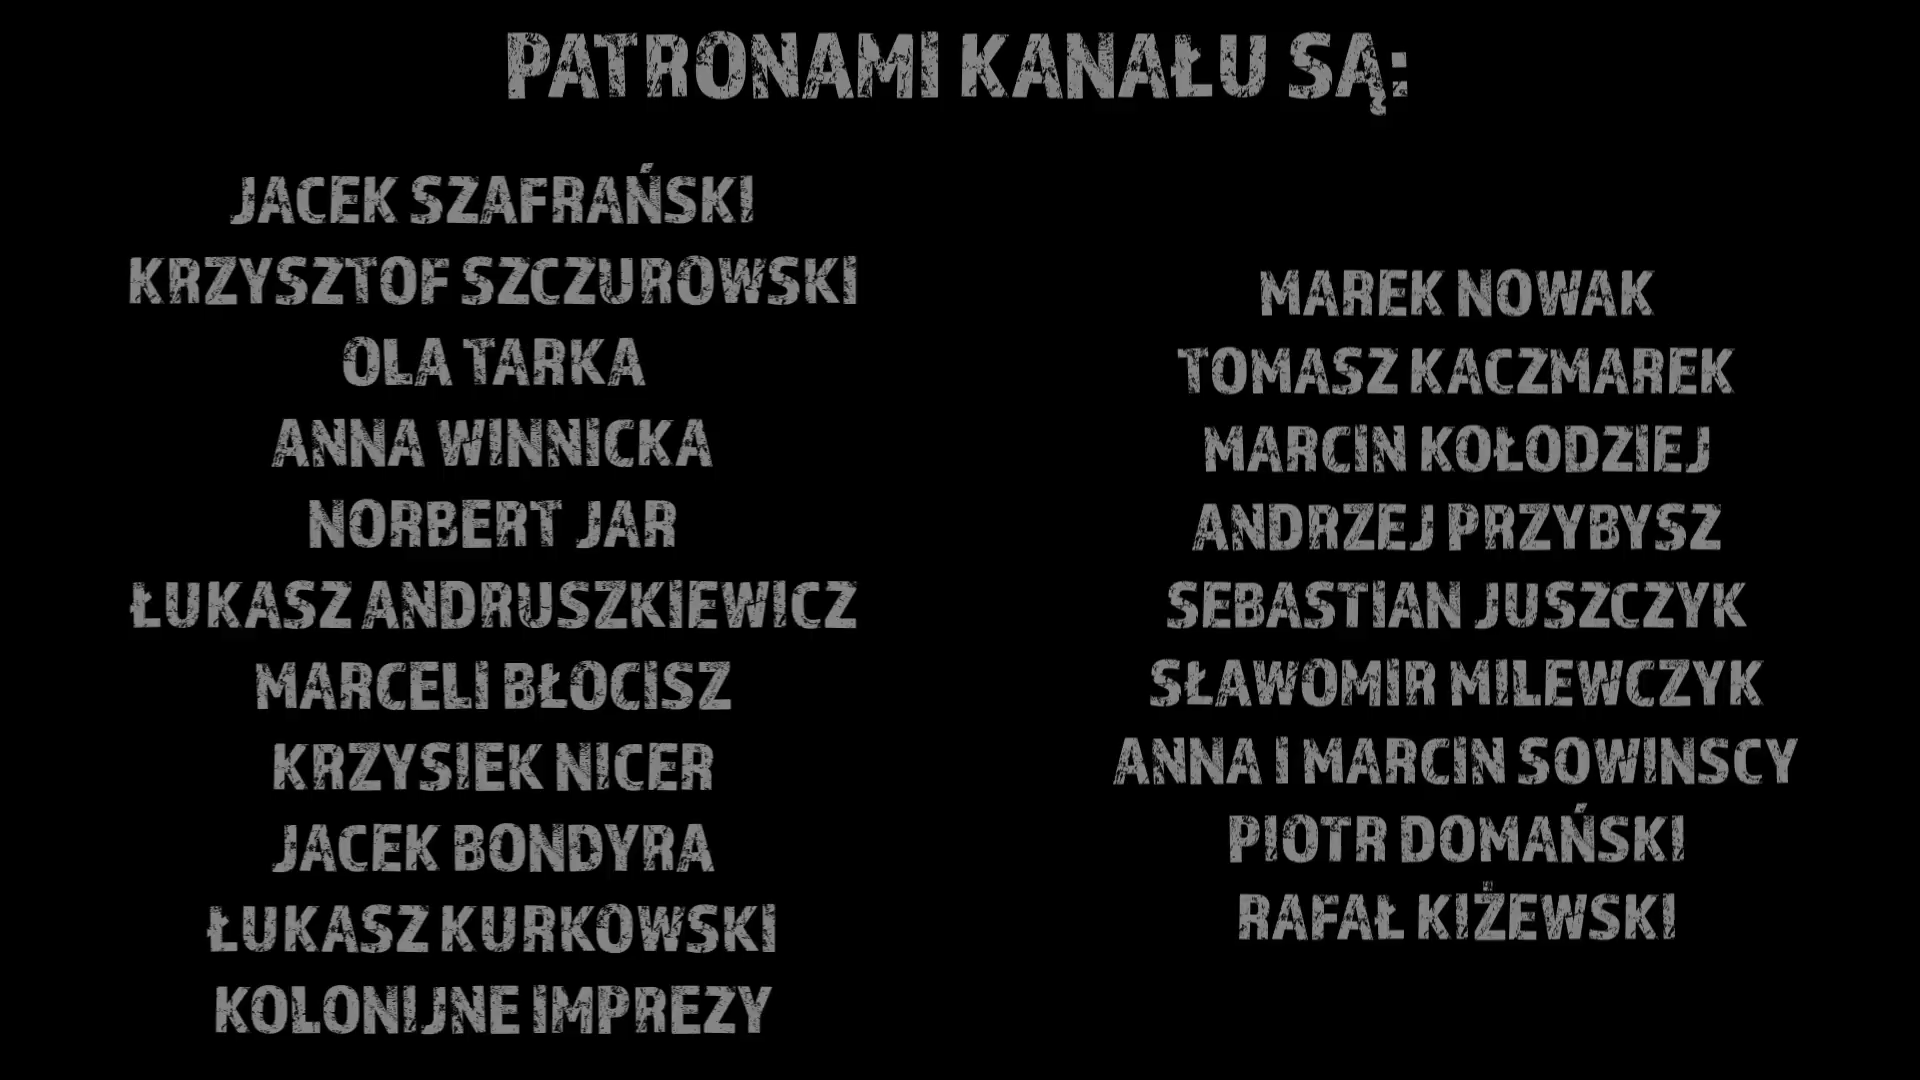 PATRONAMI KANAŁU SĄ:
JACEK SZAFRAŃSKI
KRZYSZTOF SZCZUROWSKI
OLA TARKA
ANNA WINNICKA
NORBERT JAR
ŁUKASZ ANDRUSZKIEWICZ
MARCELI BŁOCISZ
KRZYSIEK NICER
JACEK BONDYRA
ŁUKASZ KURKOWSKI
KOLONIJNE IMPREZY
MAREK NOWAK
TOMASZ KACZMAREK
MARCIN KOŁODZIEJ
ANDRZEJ PRZYBYSZ
SEBASTIAN JUSZCZYK
SŁAWOMIR MILEWCZYK
ANNA I MARCIN SOWINSCY
PIOTR DOMAŃSKI
RAFAŁ KIŻEWSKI